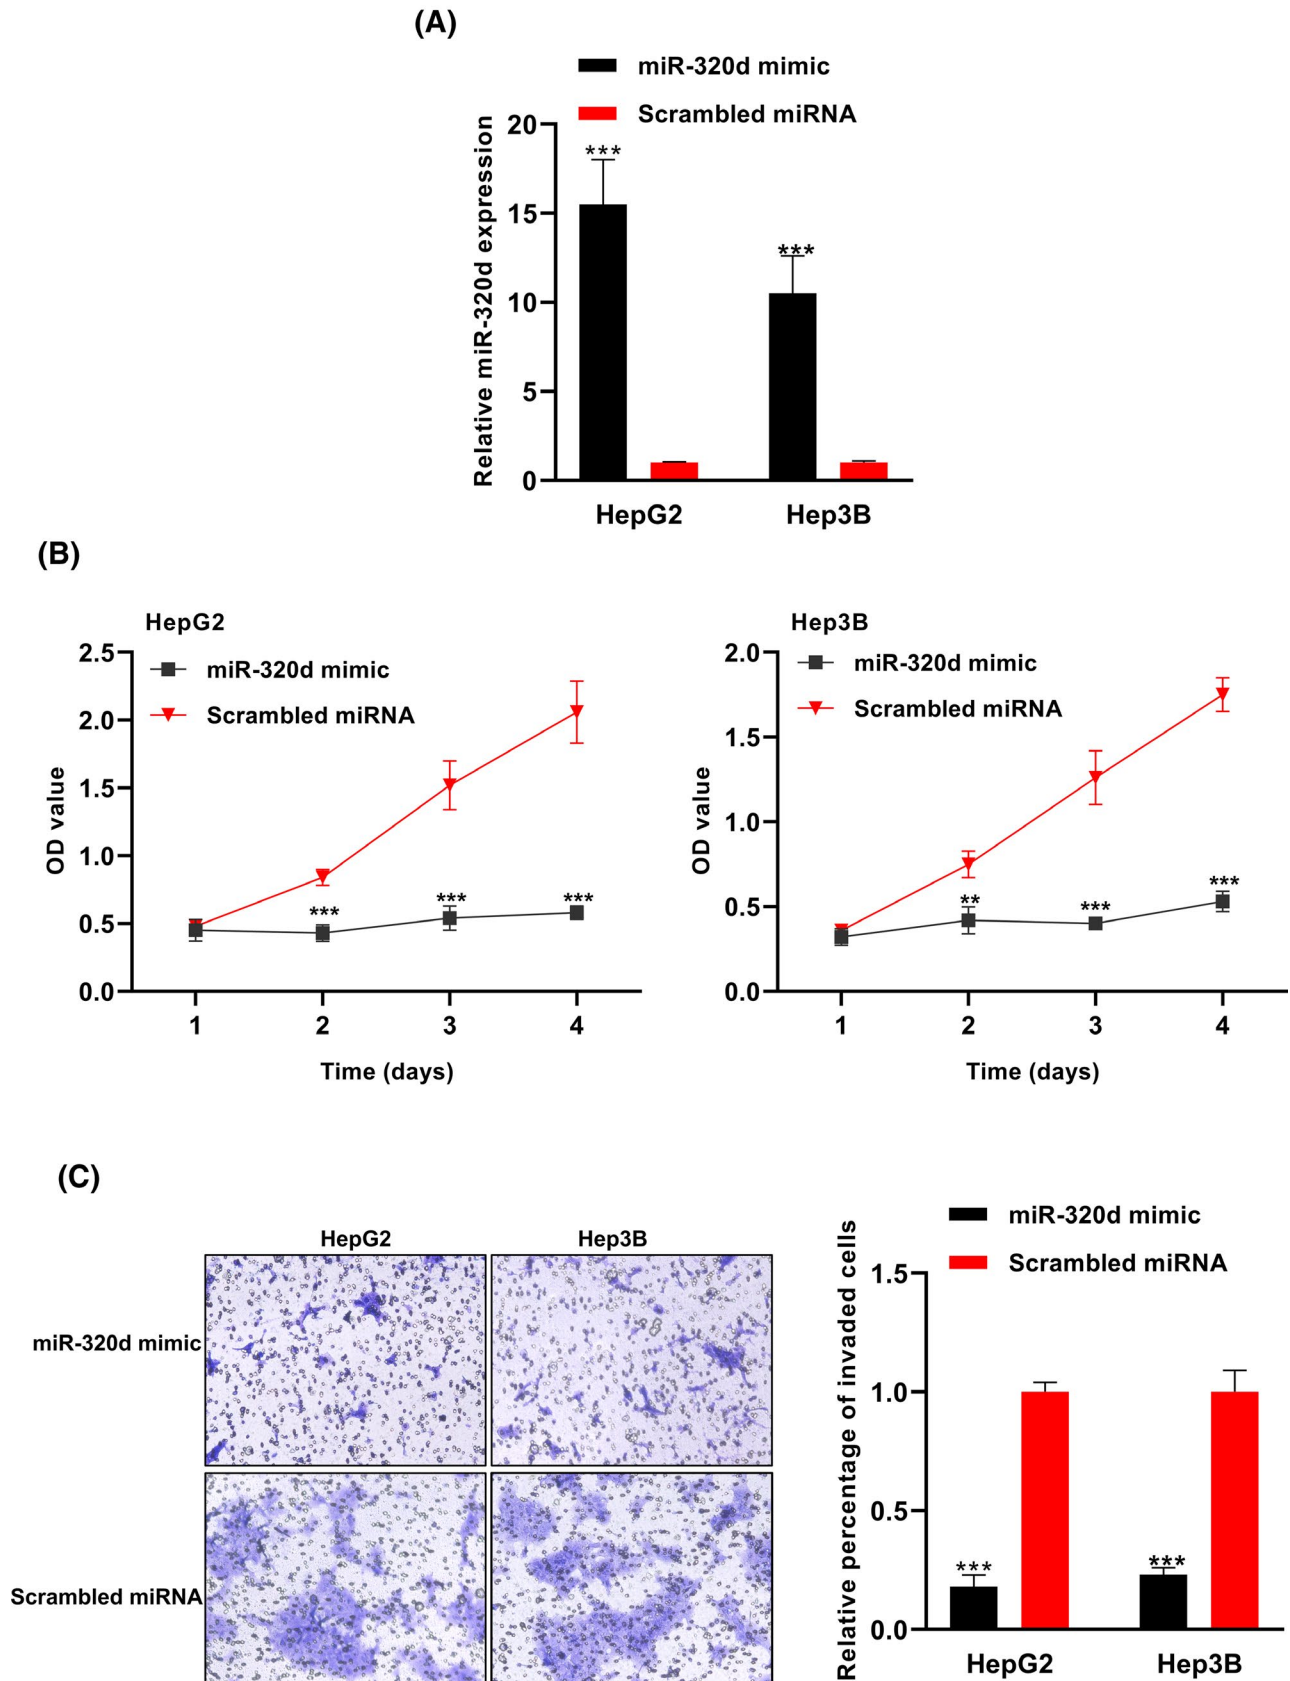 (A)
miR-320d mimic
Scrambled miRNA
Relative miR-320d expression
20
15
10
5
0
***
***
HepG2
Hep3B
(B)
HepG2
miR-320d mimic
Scrambled miRNA
OD value
2.5
2.0
1.5
1.0
0.5
0.0
***
***
***
1 2 3 4
Time (days)
Hep3B
miR-320d mimic
Scrambled miRNA
OD value
2.0
1.5
1.0
0.5
0.0
**
***
***
1 2 3 4
Time (days)
(C)
HepG2
Hep3B
miR-320d mimic
Scrambled miRNA
miR-320d mimic
Scrambled miRNA
Relative percentage of invaded cells
1.5
1.0
0.5
0.0
***
***
HepG2
Hep3B